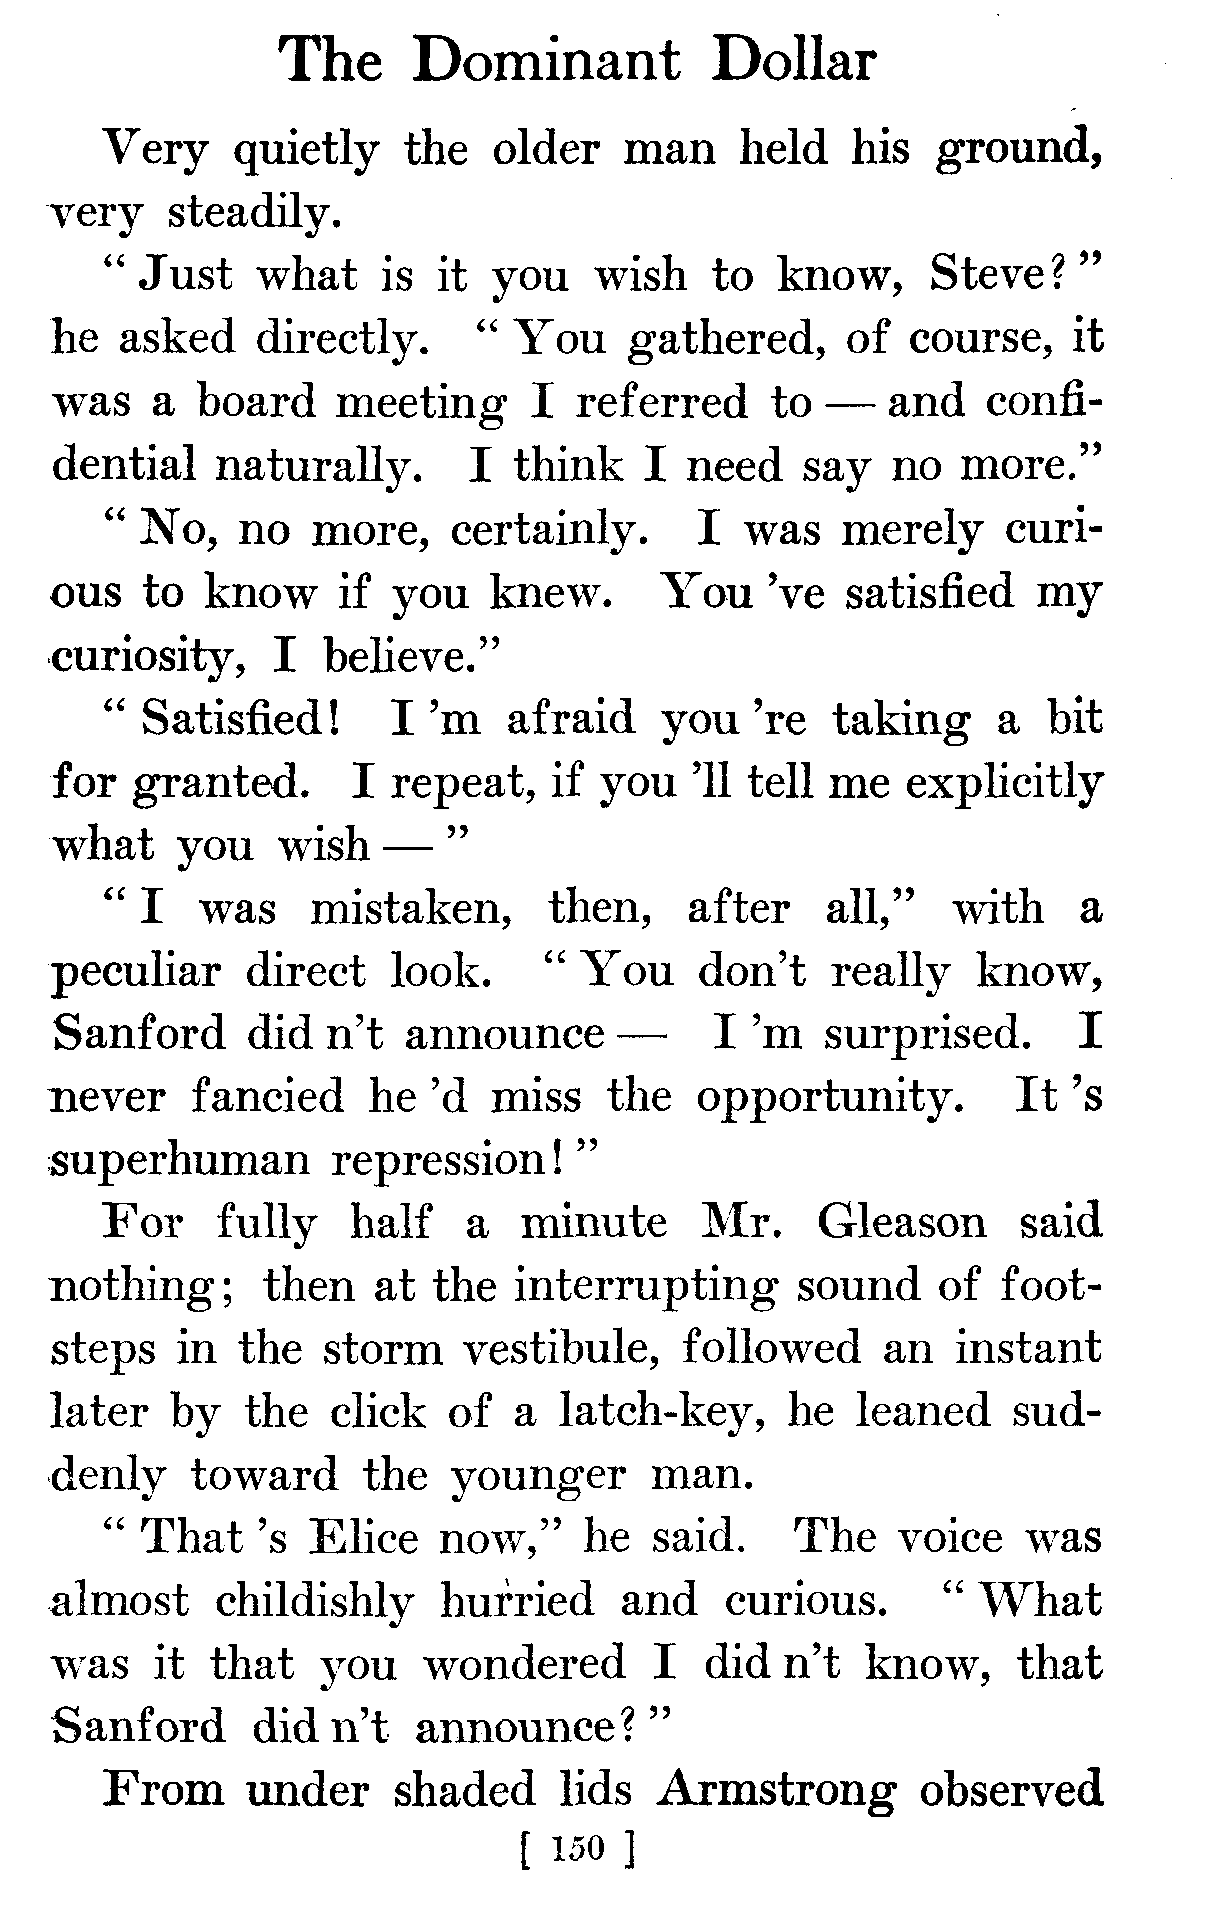 The Dominant Dollar
Very quietly the older man held his ground,
very steadily.
“Just what is it you wish to know, Steve?”
he asked directly. “You gathered, of course, it
was a board meeting I referred to — and confi-
dential naturally. I think I need say no more.”
“No, no more, certainly. I was merely curi-
ous to know if you knew. You 've satisfied my
curiosity, I believe.”
“Satisfied! I 'm afraid you 're taking a bit
for granted. I repeat, if you 'll tell me explicitly
what you wish — ”
“I was mistaken, then, after all,” with a
peculiar direct look. “You don't really know,
Sanford did n't announce — I 'm surprised. I
never fancied he 'd miss the opportunity. It 's
superhuman repression!”
For fully half a minute Mr. Gleason said
nothing; then at the interrupting sound of foot-
steps in the storm vestibule, followed an instant
later by the click of a latch-key, he leaned sud-
denly toward the younger man.
“That 's Elice now,” he said. The voice was
almost childishly hurried and curious. “What
was it that you wondered I did n't know, that
Sanford did n't announce?”
From under shaded lids Armstrong observed
[ 150 ]